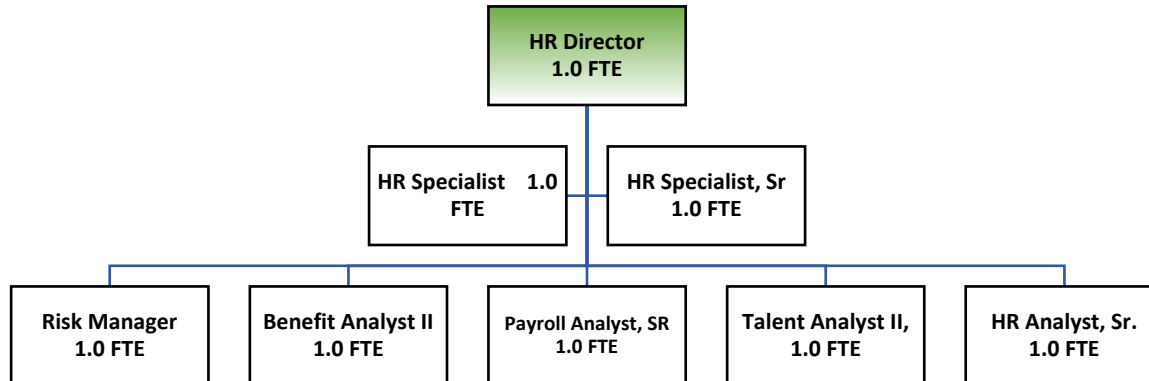 HR Director
1.0 FTE
HR Specialist 1.0
FTE
HR Specialist, Sr
1.0 FTE
Risk Manager
1.0 FTE
Benefit Analyst II
1.0 FTE
Payroll Analyst, SR
1.0 FTE
Talent Analyst II,
1.0 FTE
HR Analyst, Sr.
1.0 FTE